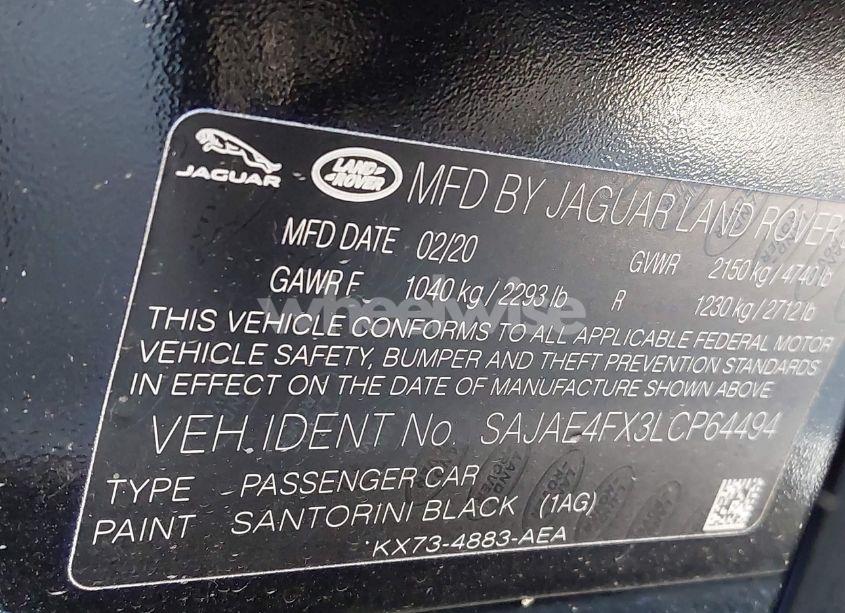 JAGUAR LAND ROVER MFD BY JAGUAR LAND ROVER
MFD DATE 02/20 GVWR 2150 kg / 4740 lb
GAWR F 1040 kg / 2293 lb R 1230 kg / 2712 lb
wheelwise
THIS VEHICLE CONFORMS TO ALL APPLICABLE FEDERAL MOTOR
VEHICLE SAFETY, BUMPER AND THEFT PREVENTION STANDARDS
IN EFFECT ON THE DATE OF MANUFACTURE SHOWN ABOVE
VEH. IDENT No. SAJAE4FX3LCP64494
TYPE PASSENGER CAR
PAINT SANTORINI BLACK (1AG)
KX73-4883-AEA